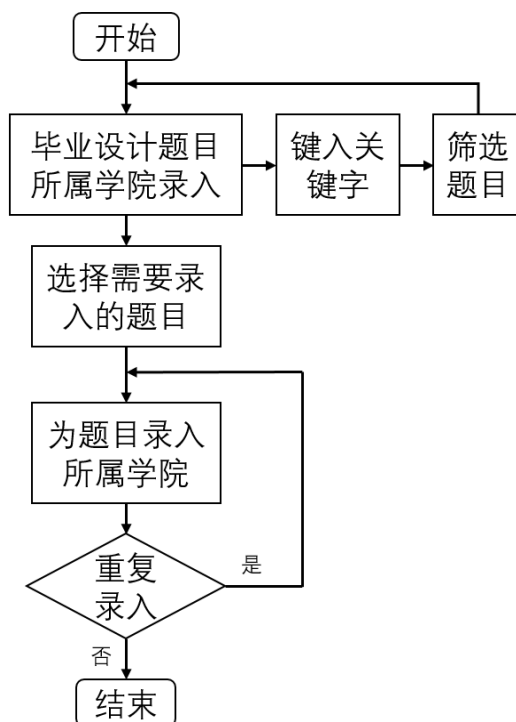 开始
毕业设计题目
所属学院录入
键入关
键字
筛选
题目
选择需要录
入的题目
为题目录入
所属学院
重复
录入
是
否
结束